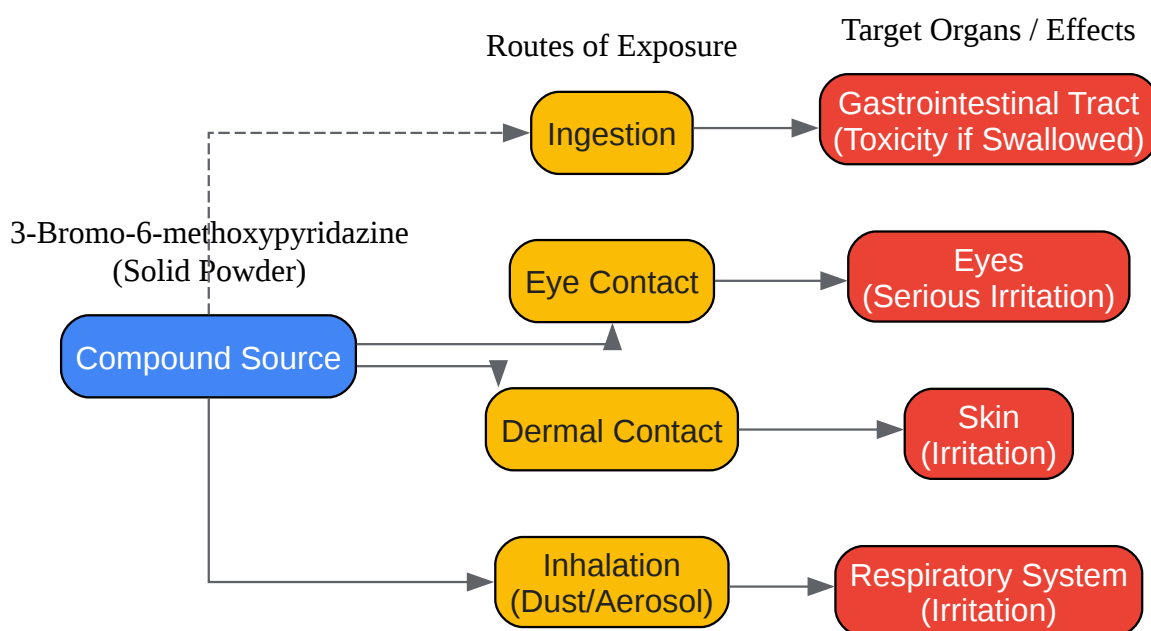 Routes of Exposure
Target Organs / Effects
Ingestion
Gastrointestinal Tract
(Toxicity if Swallowed)
3-Bromo-6-methoxypyridazine
(Solid Powder)
Eye Contact
Eyes
(Serious Irritation)
Compound Source
Dermal Contact
Skin
(Irritation)
Inhalation
(Dust/Aerosol)
Respiratory System
(Irritation)